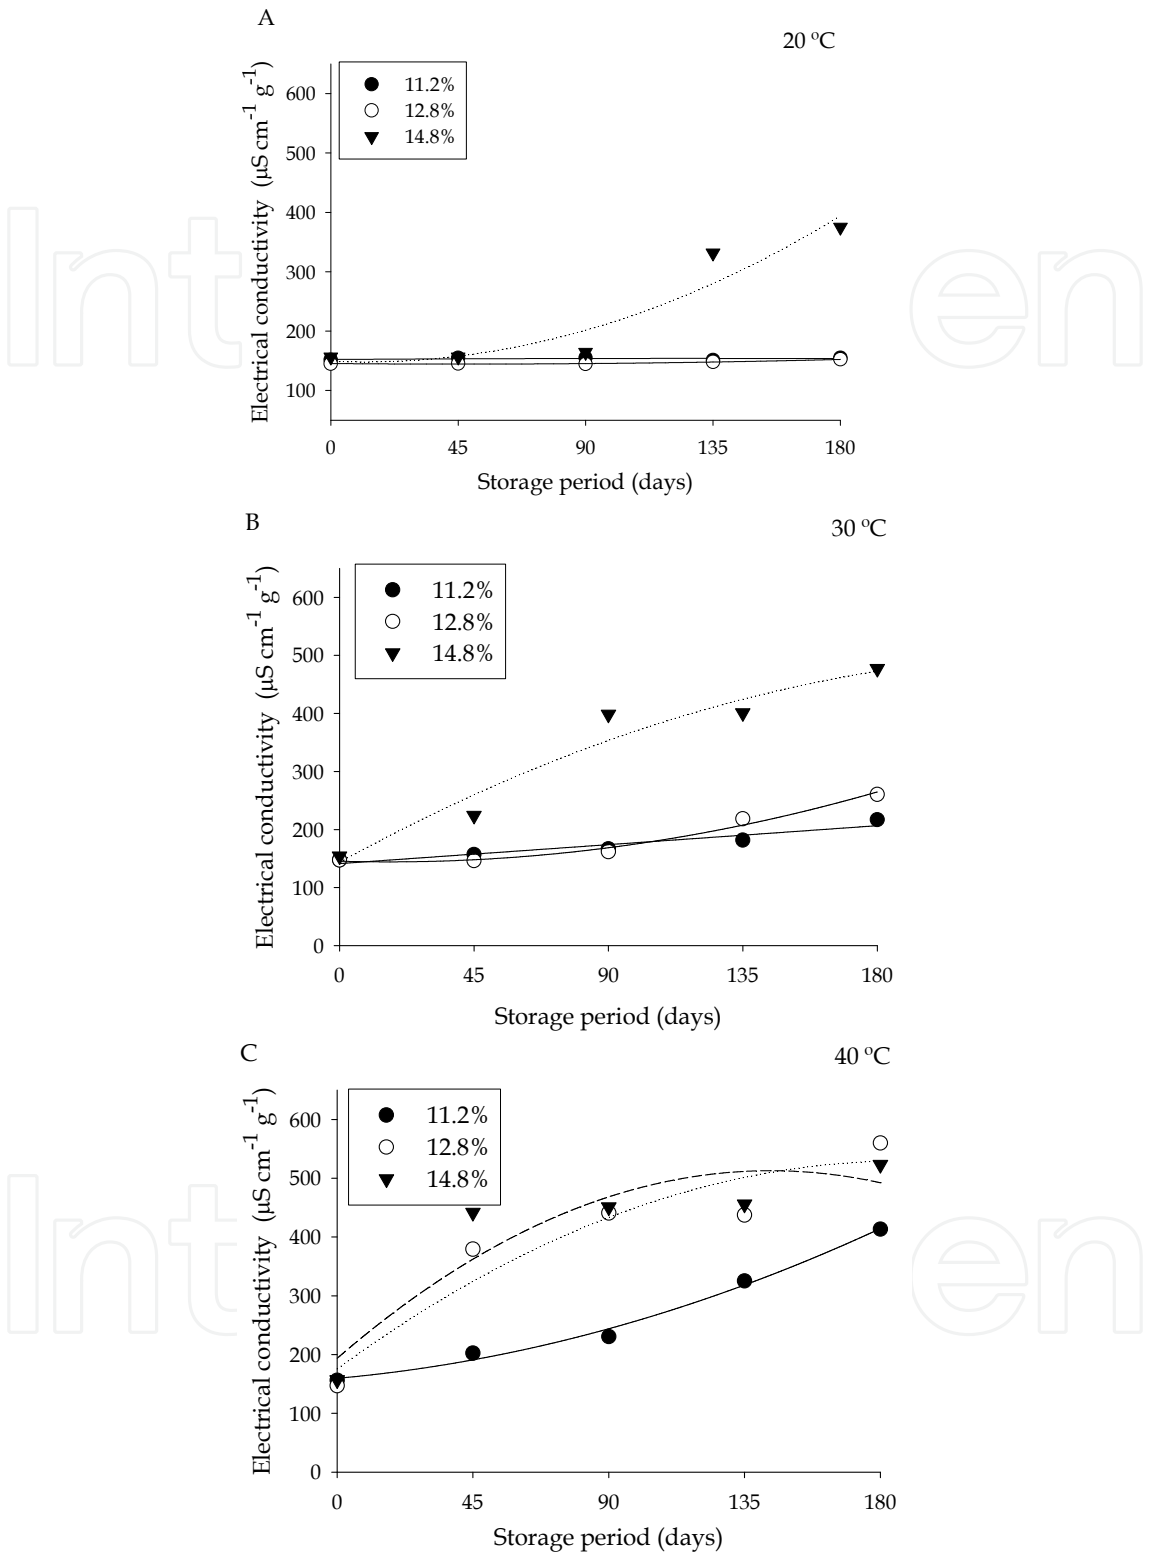 A
20 ºC
Electrical conductivity (µS cm-1 g-1)
11.2%
12.8%
14.8%
600
500
400
300
200
100
0 45 90 135 180
Storage period (days)
B
30 ºC
Electrical conductivity (µS cm-1 g-1)
11.2%
12.8%
14.8%
600
500
400
300
200
100
0
0 45 90 135 180
Storage period (days)
C
40 ºC
Electrical conductivity (µS cm-1 g-1)
11.2%
12.8%
14.8%
600
500
400
300
200
100
0
0 45 90 135 180
Storage period (days)
Int en
Int en